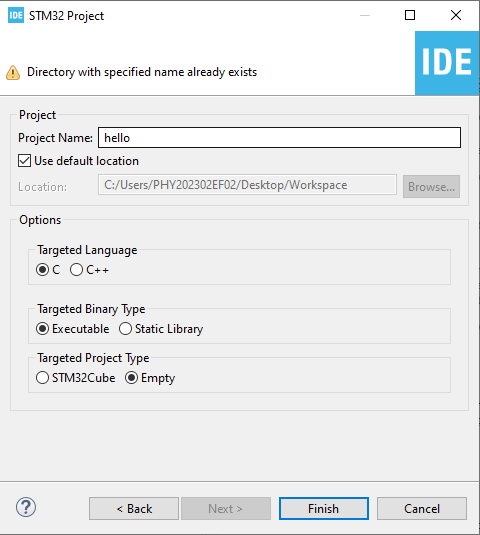 IDE STM32 Project
Directory with specified name already exists
IDE
Project
Project Name: hello
Use default location
Location: C:/Users/PHY202302EF02/Desktop/Workspace Browse...
Options
Targeted Language
C C++
Targeted Binary Type
Executable Static Library
Targeted Project Type
STM32Cube Empty
? < Back Next > Finish Cancel